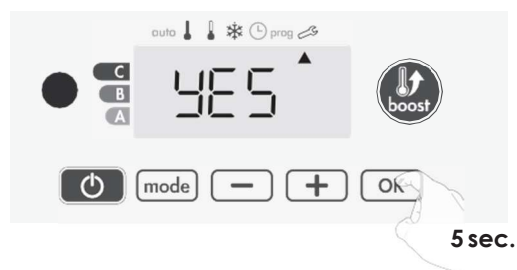 auto prog
C
B
A
YES
boost
mode − + OK
5 sec.